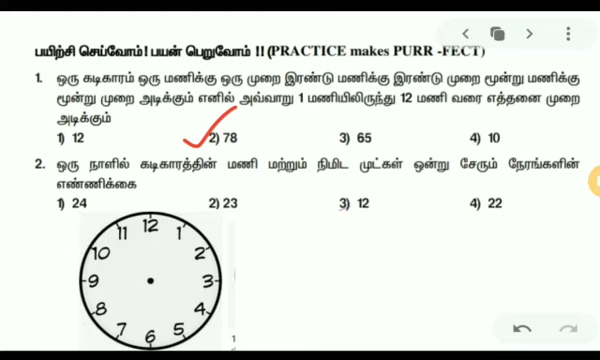 பயிற்சி செய்வோம்! பயன் பெறுவோம் !! (PRACTICE makes PURR -FECT)
1. ஒரு கடிகாரம் ஒரு மணிக்கு ஒரு முறை இரண்டு மணிக்கு இரண்டு முறை மூன்று மணிக்கு
மூன்று முறை அடிக்கும் எனில் அவ்வாறு 1 மணியிலிருந்து 12 மணி வரை எத்தனை முறை
அடிக்கும்
1) 12 2) 78 3) 65 4) 10
2. ஒரு நாளில் கடிகாரத்தின் மணி மற்றும் நிமிட முட்கள் ஒன்று சேரும் நேரங்களின்
எண்ணிக்கை
1) 24 2) 23 3) 12 4) 22
12
11 1
10 2
9 3
8 4
7 5
6